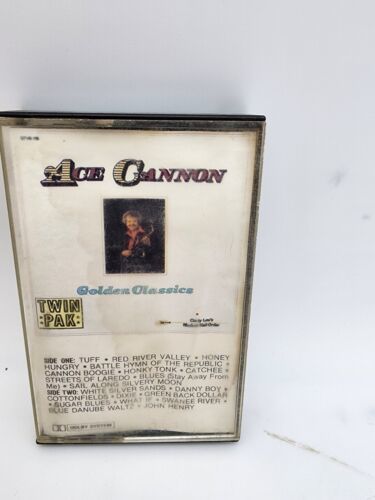 ACE CANNON
Golden Classics
TWIN
PAK
SIDE ONE: TUFF • RED RIVER VALLEY • HONEY
HUNGRY • BATTLE HYMN OF THE REPUBLIC •
CANNON BOOGIE • HONKY TONK • CATCHEE •
STREETS OF LAREDO • BLUES (Stay Away From
Me) • SAIL ALONG SILVERY MOON
SIDE TWO: WHITE SILVER SANDS • DANNY BOY •
COTTONFIELDS • DIXIE • GREEN BACK DOLLAR
• SUGAR BLUES • WHAT IF • SWANEE RIVER •
BLUE DANUBE WALTZ • JOHN HENRY
DOLBY SYSTEM